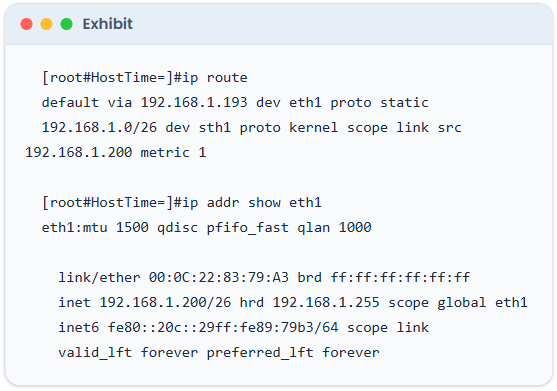 Exhibit
[root#HostTime=]#ip route
default via 192.168.1.193 dev eth1 proto static
192.168.1.0/26 dev sth1 proto kernel scope link src
192.168.1.200 metric 1
[root#HostTime=]#ip addr show eth1
eth1:mtu 1500 qdisc pfifo_fast qlan 1000
link/ether 00:0C:22:83:79:A3 brd ff:ff:ff:ff:ff:ff
inet 192.168.1.200/26 hrd 192.168.1.255 scope global eth1
inet6 fe80::20c::29ff:fe89:79b3/64 scope link
valid_lft forever preferred_lft forever